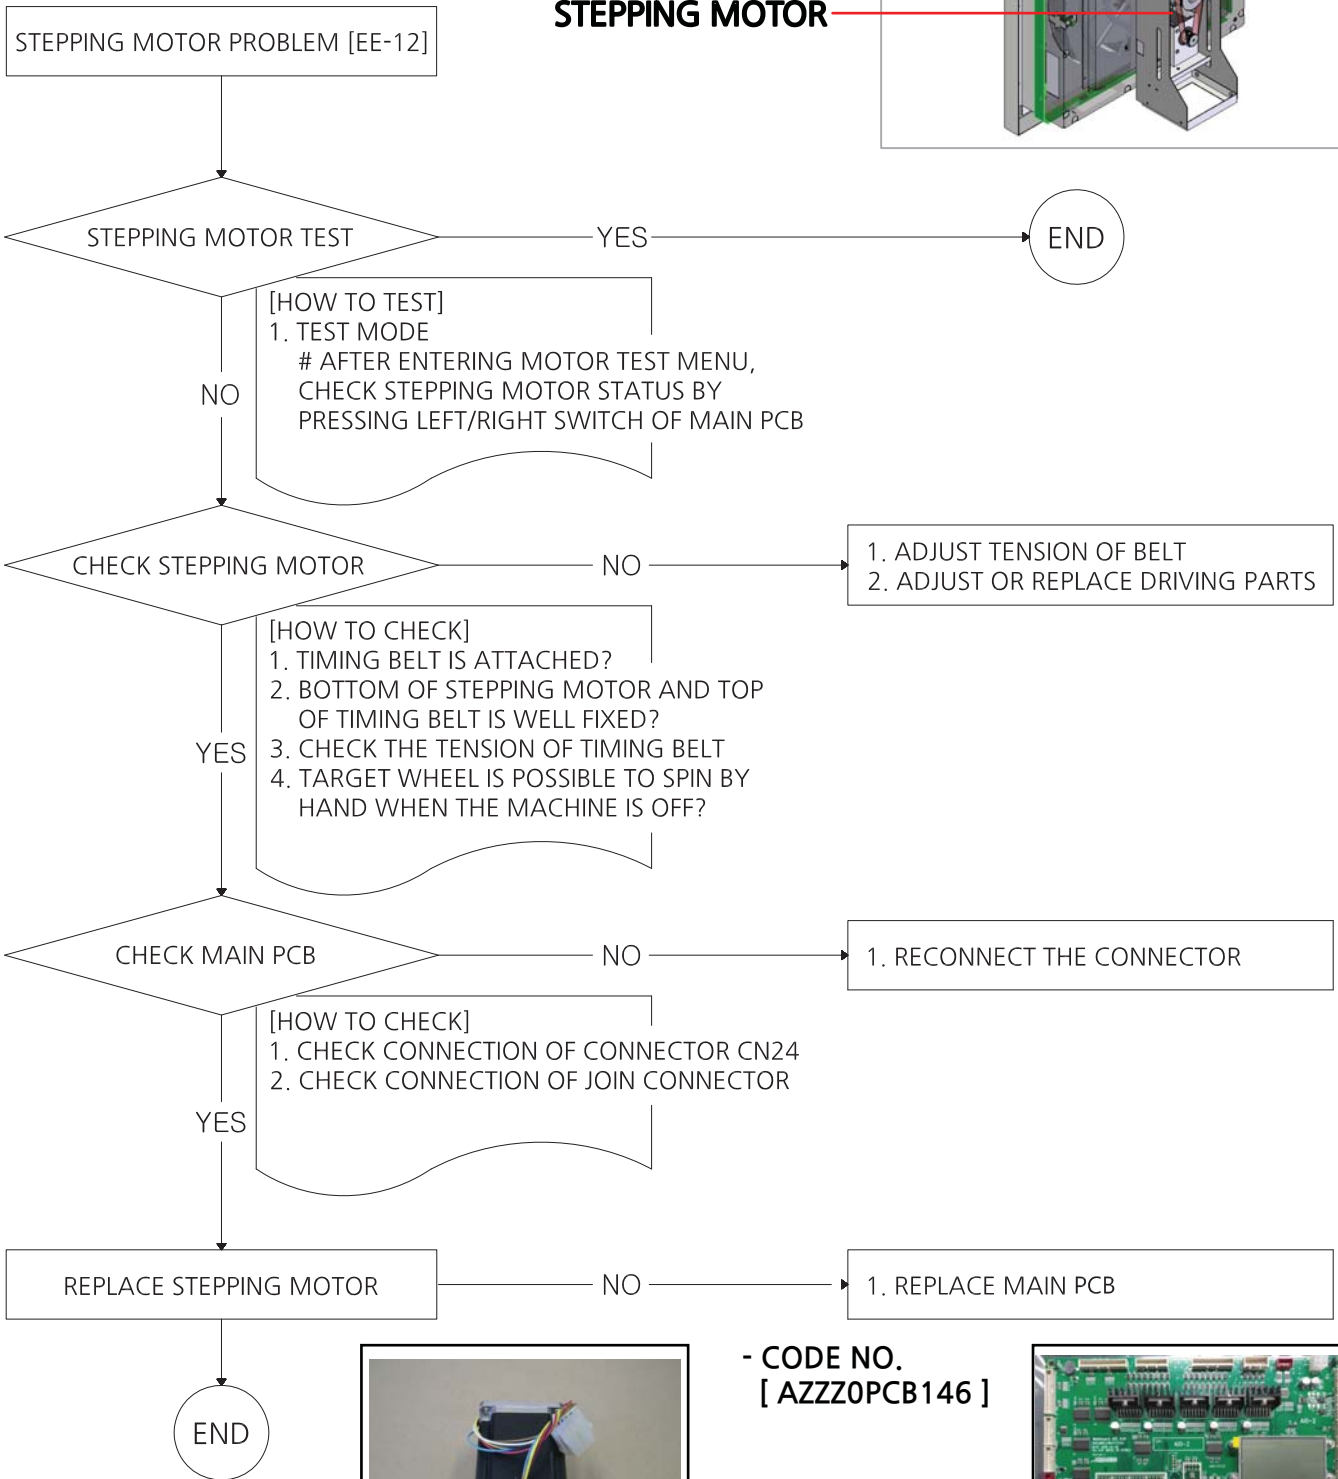 STEPPING MOTOR
STEPPING MOTOR PROBLEM [EE-12]
STEPPING MOTOR TEST
YES
END
[HOW TO TEST]
1. TEST MODE
# AFTER ENTERING MOTOR TEST MENU,
CHECK STEPPING MOTOR STATUS BY
PRESSING LEFT/RIGHT SWITCH OF MAIN PCB
NO
CHECK STEPPING MOTOR
NO
1. ADJUST TENSION OF BELT
2. ADJUST OR REPLACE DRIVING PARTS
[HOW TO CHECK]
1. TIMING BELT IS ATTACHED?
2. BOTTOM OF STEPPING MOTOR AND TOP
OF TIMING BELT IS WELL FIXED?
3. CHECK THE TENSION OF TIMING BELT
4. TARGET WHEEL IS POSSIBLE TO SPIN BY
HAND WHEN THE MACHINE IS OFF?
YES
CHECK MAIN PCB
NO
1. RECONNECT THE CONNECTOR
[HOW TO CHECK]
1. CHECK CONNECTION OF CONNECTOR CN24
2. CHECK CONNECTION OF JOIN CONNECTOR
YES
REPLACE STEPPING MOTOR
NO
1. REPLACE MAIN PCB
END
- CODE NO.
[ AZZZ0PCB146 ]